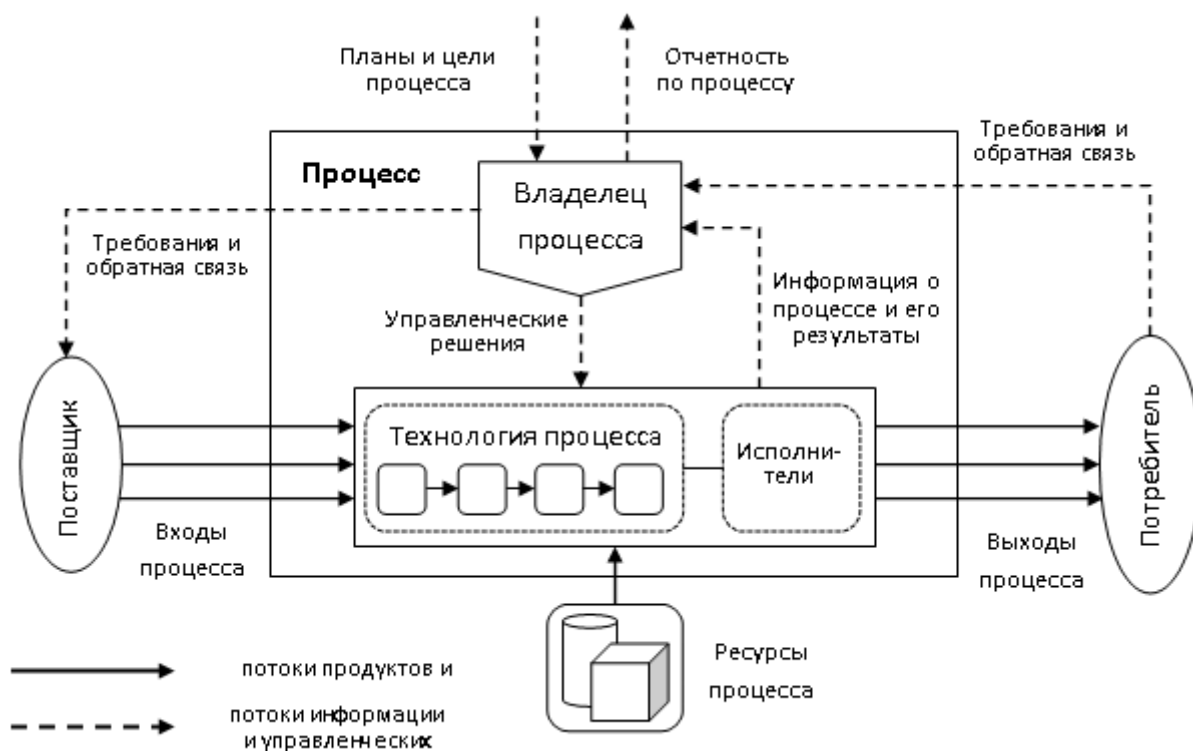 Планы и цели
процесса
Отчетность
по процессу
Требования и
обратная связь
Процесс
Владелец
процесса
Требования и
обратная связь
Информация о
процессе и его
результаты
Управленческие
решения
Поставщик
Технология процесса
Исполни-
тели
Потребитель
Входы
процесса
Выходы
процесса
Ресурсы
процесса
потоки продуктов и
потоки информации
и управленческих